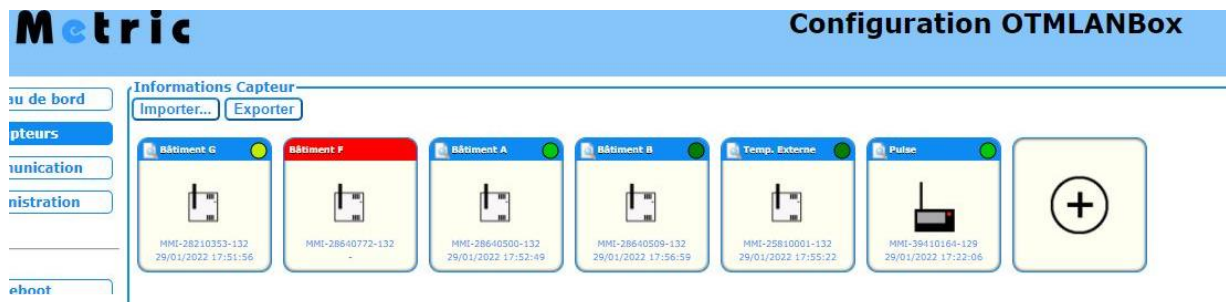 Metric
Configuration OTMLANBox
au de bord
pteurs
nunication
nistration
eboot
Informations Capteur
Importer... Exporter
Bâtiment G
MMI-28210353-132
29/01/2022 17:51:56
Bâtiment F
MMI-28640772-132
-
Bâtiment A
MMI-28640500-132
29/01/2022 17:52:49
Bâtiment B
MMI-28640509-132
29/01/2022 17:56:59
Temp. Externe
MMI-25810001-132
29/01/2022 17:55:22
Pulse
MMI-39410164-129
29/01/2022 17:22:06